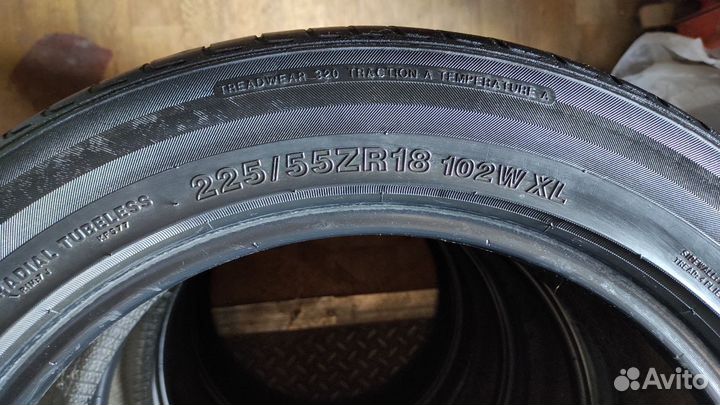 TREADWEAR 320 TRACTION A TEMPERATURE A
225/55ZR18 102W XL
RADIAL TUBELESS
Avito